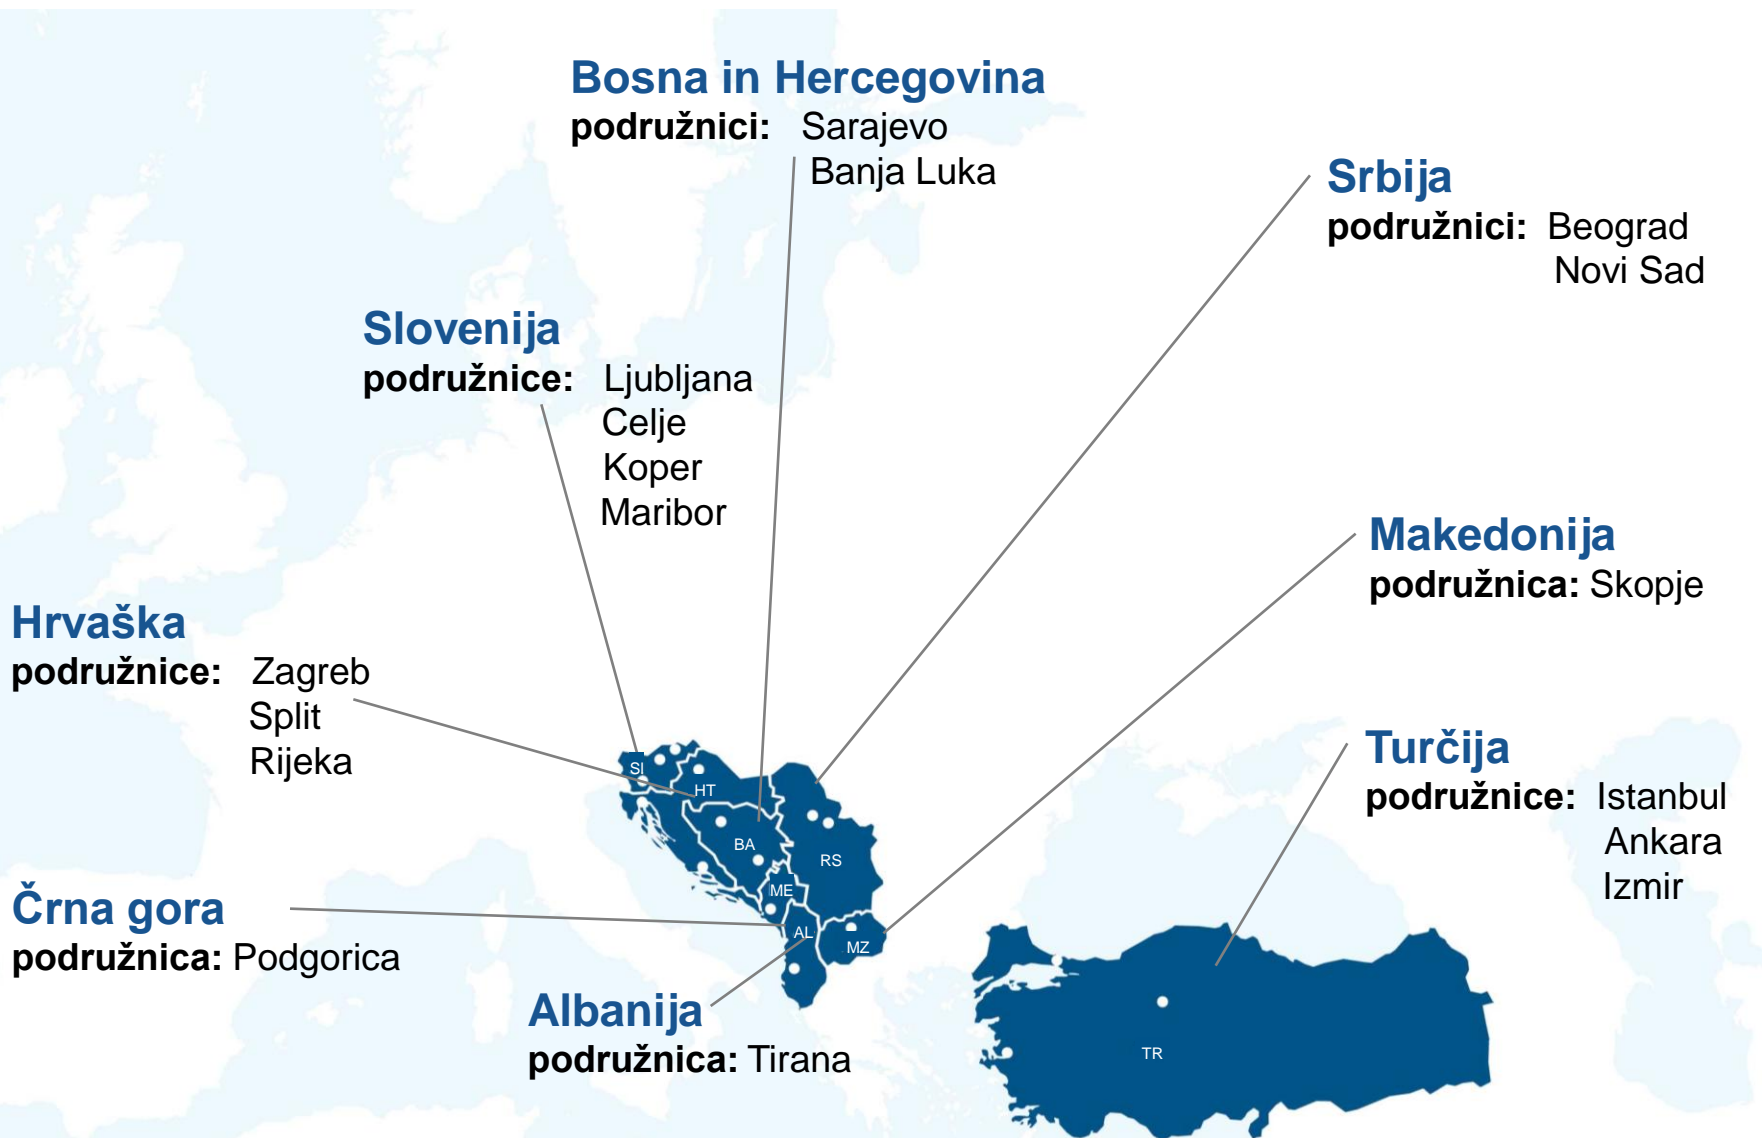 Bosna in Hercegovina
podružnici: Sarajevo
Banja Luka
Srbija
podružnici: Beograd
Novi Sad
Slovenija
podružnice: Ljubljana
Celje
Koper
Maribor
Makedonija
podružnica: Skopje
Hrvaška
podružnice: Zagreb
Split
Rijeka
Turčija
podružnice: Istanbul
Ankara
Izmir
Črna gora
podružnica: Podgorica
Albanija
podružnica: Tirana
SI
HT
BA
RS
ME
AL
MZ
TR